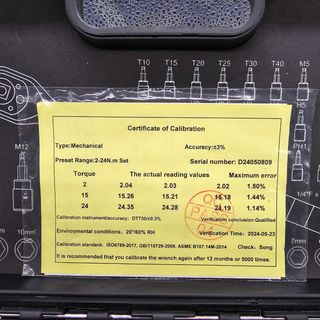 T10 T15 T20 T25 T30 T40 M5
H5
PH1
M12
1/4"F x
10mm
7mm
Certificate of Calibration
Type:Mechanical Accuracy:±3%
Preset Range:2-24N.m Set Serial number: D24050809
Torque The actual reading values Maximum error
2 2.04 2.03 2.02 1.50%
15 15.26 15.21 15.18 1.44%
24 24.35 24.28 24.19 1.14%
Calibration instrument/accuracy: DTT30/±0.3% Verification conclusion:Qualified
Environmental conditions: 20°/60% RH Verification Time: 2024-05-23
Calibration standard: ISO6789-2017, GB/T15729-2008. ASME B107.14M-2014 Check: Song
It is recommended that you calibrate the wrench again after 12 months or 5000 times.